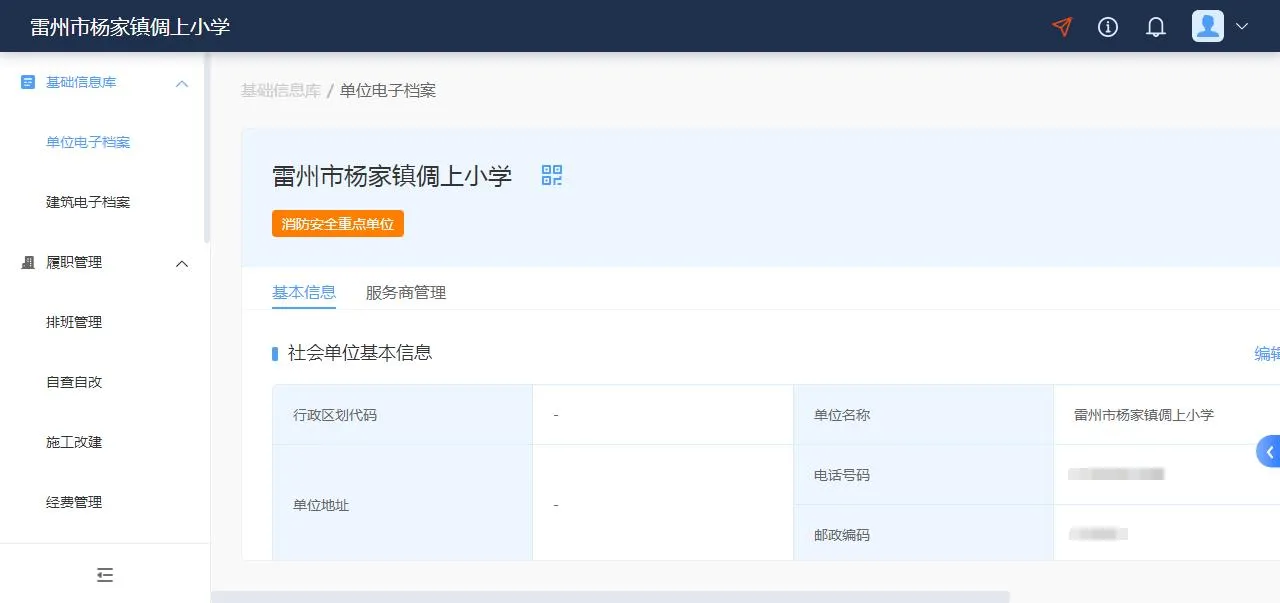 雷州市杨家镇倜上小学
基础信息库
单位电子档案
建筑电子档案
履职管理
排班管理
自查自改
施工改建
经费管理
基础信息库 / 单位电子档案
雷州市杨家镇倜上小学
消防安全重点单位
基本信息 服务商管理
社会单位基本信息 编辑
行政区划代码 - 单位名称 雷州市杨家镇倜上小学
单位地址 - 电话号码
邮政编码